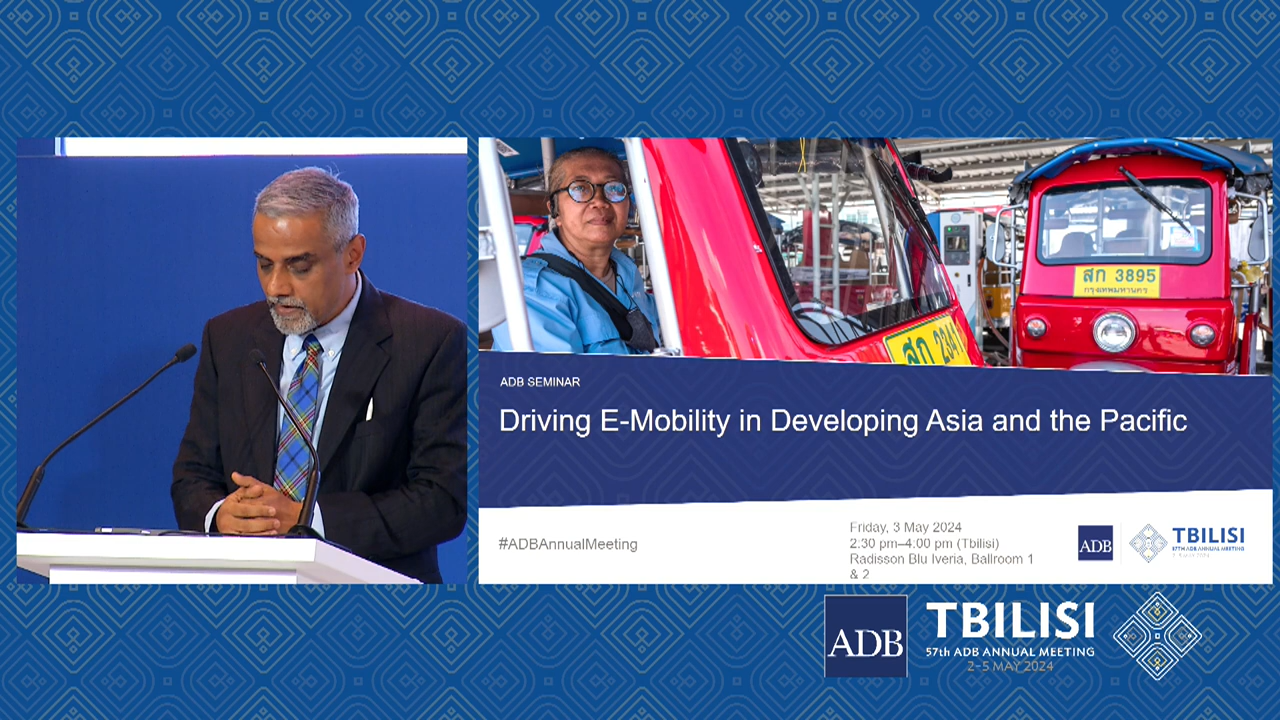 สก 3895
กรุงเทพมหานคร
สก 2341
ADB SEMINAR
Driving E-Mobility in Developing Asia and the Pacific
#ADBAnnualMeeting
Friday, 3 May 2024
2:30 pm–4:00 pm (Tbilisi)
Radisson Blu Iveria, Ballroom 1
& 2
ADB
TBILISI
57TH ADB ANNUAL MEETING
ADB
TBILISI
57th ADB ANNUAL MEETING
2–5 MAY 2024